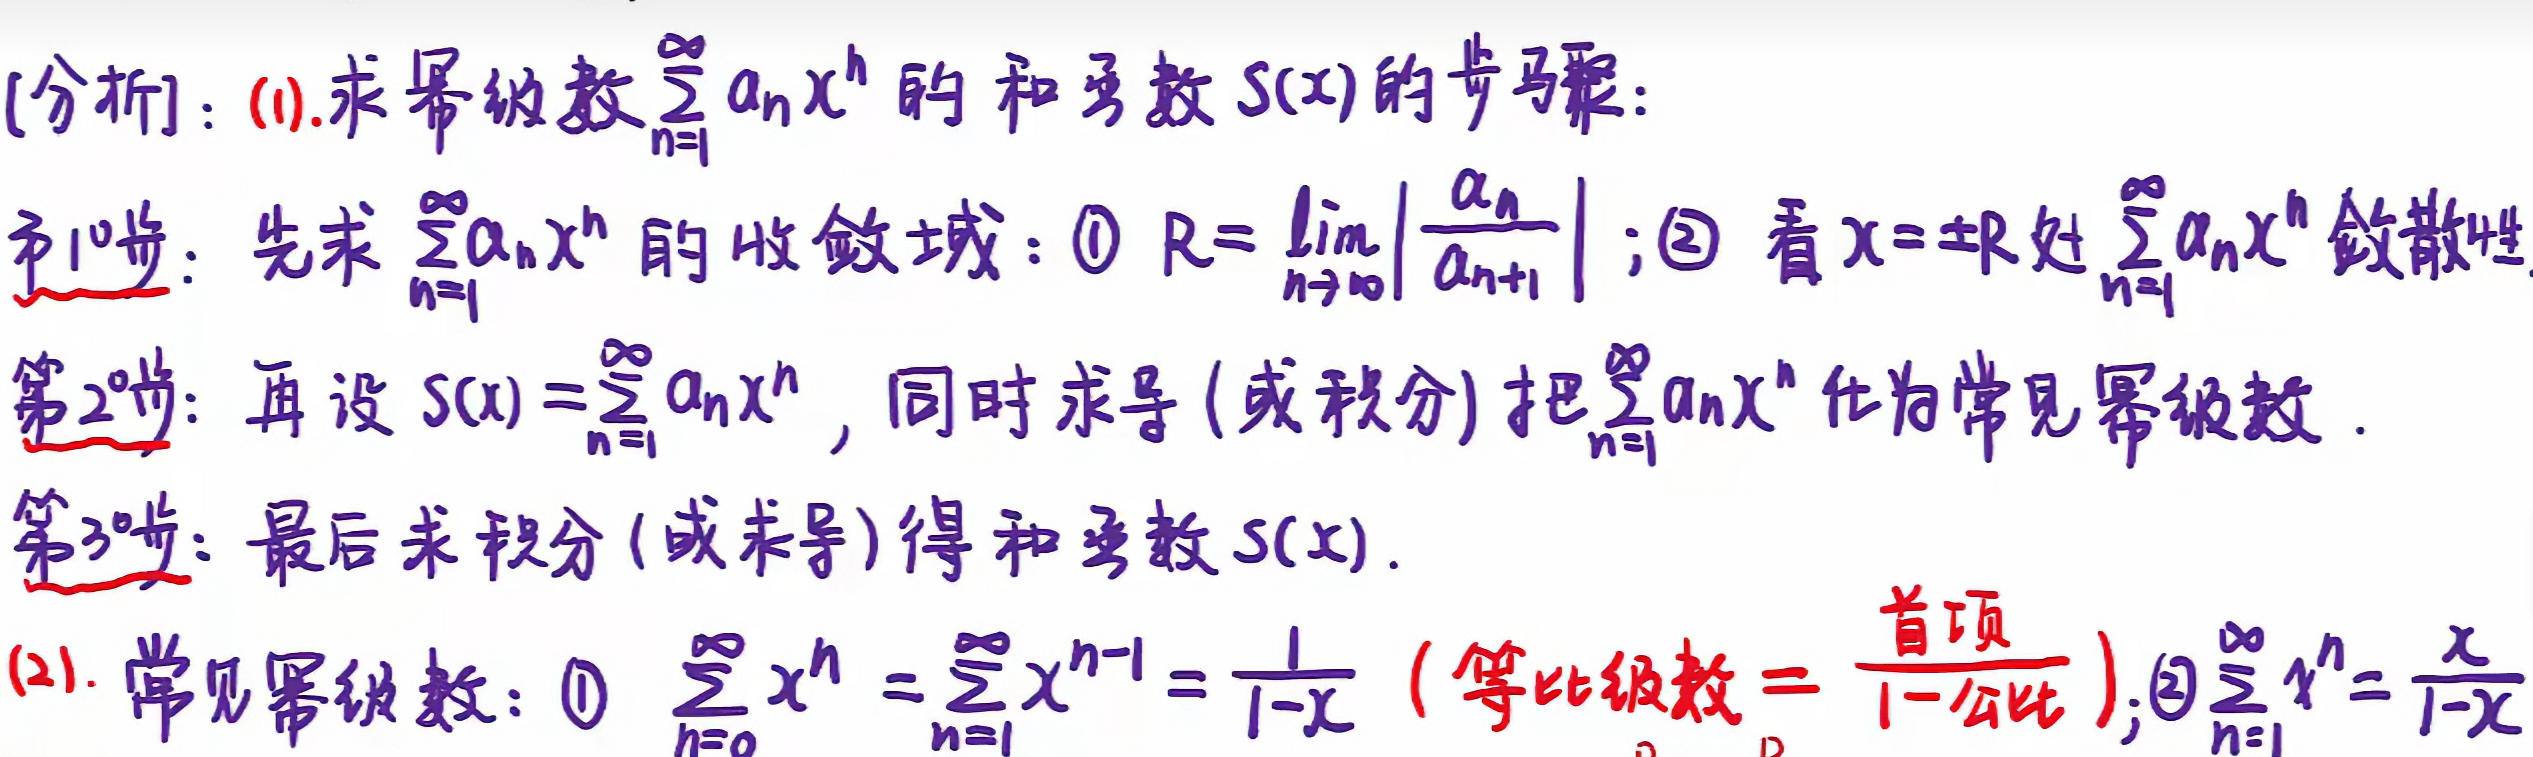 [分析]: (1).求幂级数 $\sum_{n=1}^{\infty} a_n x^n$ 的和函数 S(x) 的步骤:
第1°步: 先求 $\sum_{n=1}^{\infty} a_n x^n$ 的收敛域: ① $R=\lim_{n\to\infty}\left|\frac{a_n}{a_{n+1}}\right|$ ;② 看 $x=\pm R$ 处 $\sum_{n=1}^{\infty} a_n x^n$ 敛散性.
第2°步: 再设 $S(x)=\sum_{n=1}^{\infty} a_n x^n$ , 同时求导(或积分)把 $\sum_{n=1}^{\infty} a_n x^n$ 化为常见幂级数.
第3°步: 最后求积分(或求导)得和函数 S(x).
(2). 常见幂级数: ① $\sum_{n=0}^{\infty} x^n = \sum_{n=1}^{\infty} x^{n-1} = \frac{1}{1-x}$ (等比级数 = $\frac{首项}{1-公比}$);② $\sum_{n=1}^{\infty} x^n = \frac{x}{1-x}$